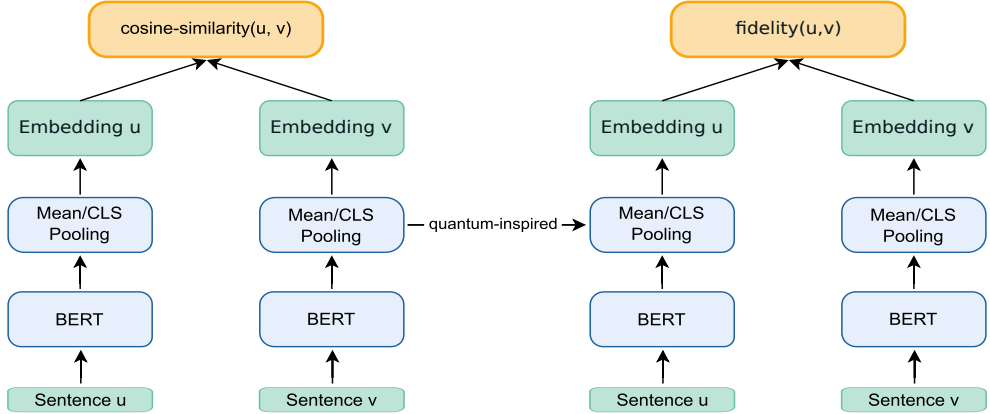 cosine-similarity(u, v)
fidelity(u,v)
Embedding u
Embedding v
Embedding u
Embedding v
Mean/CLS
Pooling
Mean/CLS
Pooling
quantum-inspired
Mean/CLS
Pooling
Mean/CLS
Pooling
BERT
BERT
BERT
BERT
Sentence u
Sentence v
Sentence u
Sentence v